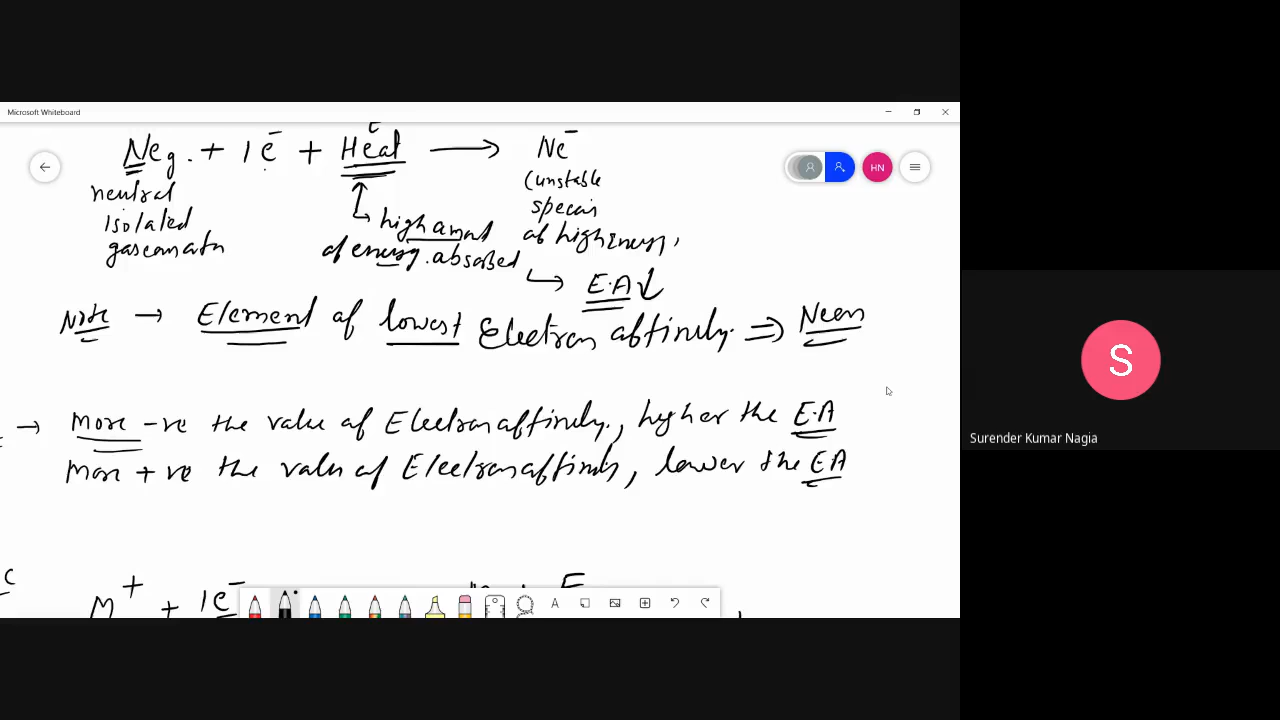 Microsoft Whiteboard
Neg. + 1e⁻ + Heat → Ne⁻
neutral
isolated
(unstable
species
of high Energy,
high amount
of energy absorbed
E.A↓
Note → Element of lowest Electron affinity. ⇒ Neon
HN
→ More -ve the value of Electron affinity, higher the E.A
More +ve the value of Electron affinity, lower the EA
M⁺ + 1e⁻
A
S
Surender Kumar Nagia